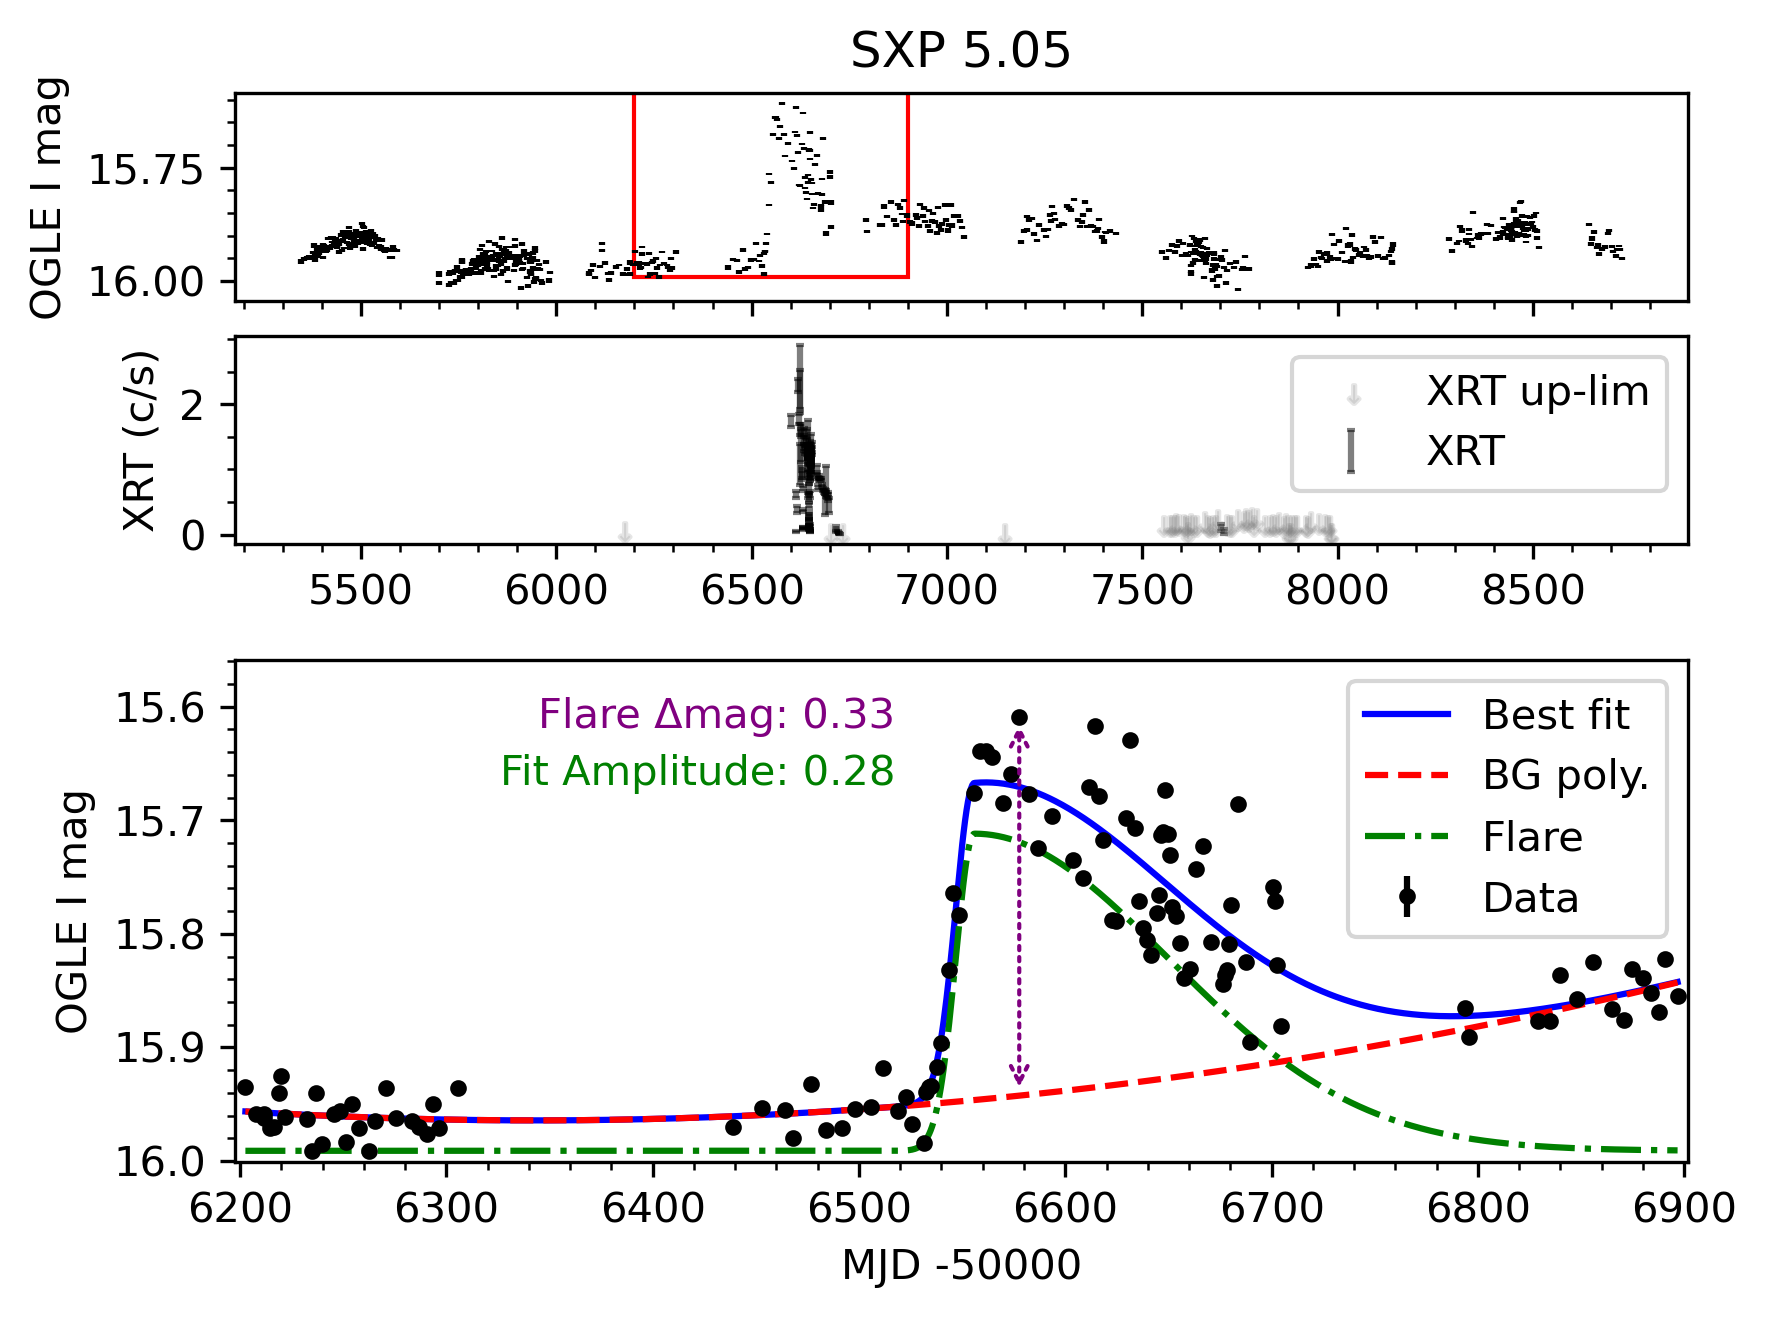 SXP 5.05
OGLE I mag
15.75
16.00
XRT (c/s)
2
0
XRT up-lim
XRT
5500 6000 6500 7000 7500 8000 8500
OGLE I mag
15.6
15.7
15.8
15.9
16.0
Flare Δmag: 0.33
Fit Amplitude: 0.28
Best fit
BG poly.
Flare
Data
6200 6300 6400 6500 6600 6700 6800 6900
MJD -50000